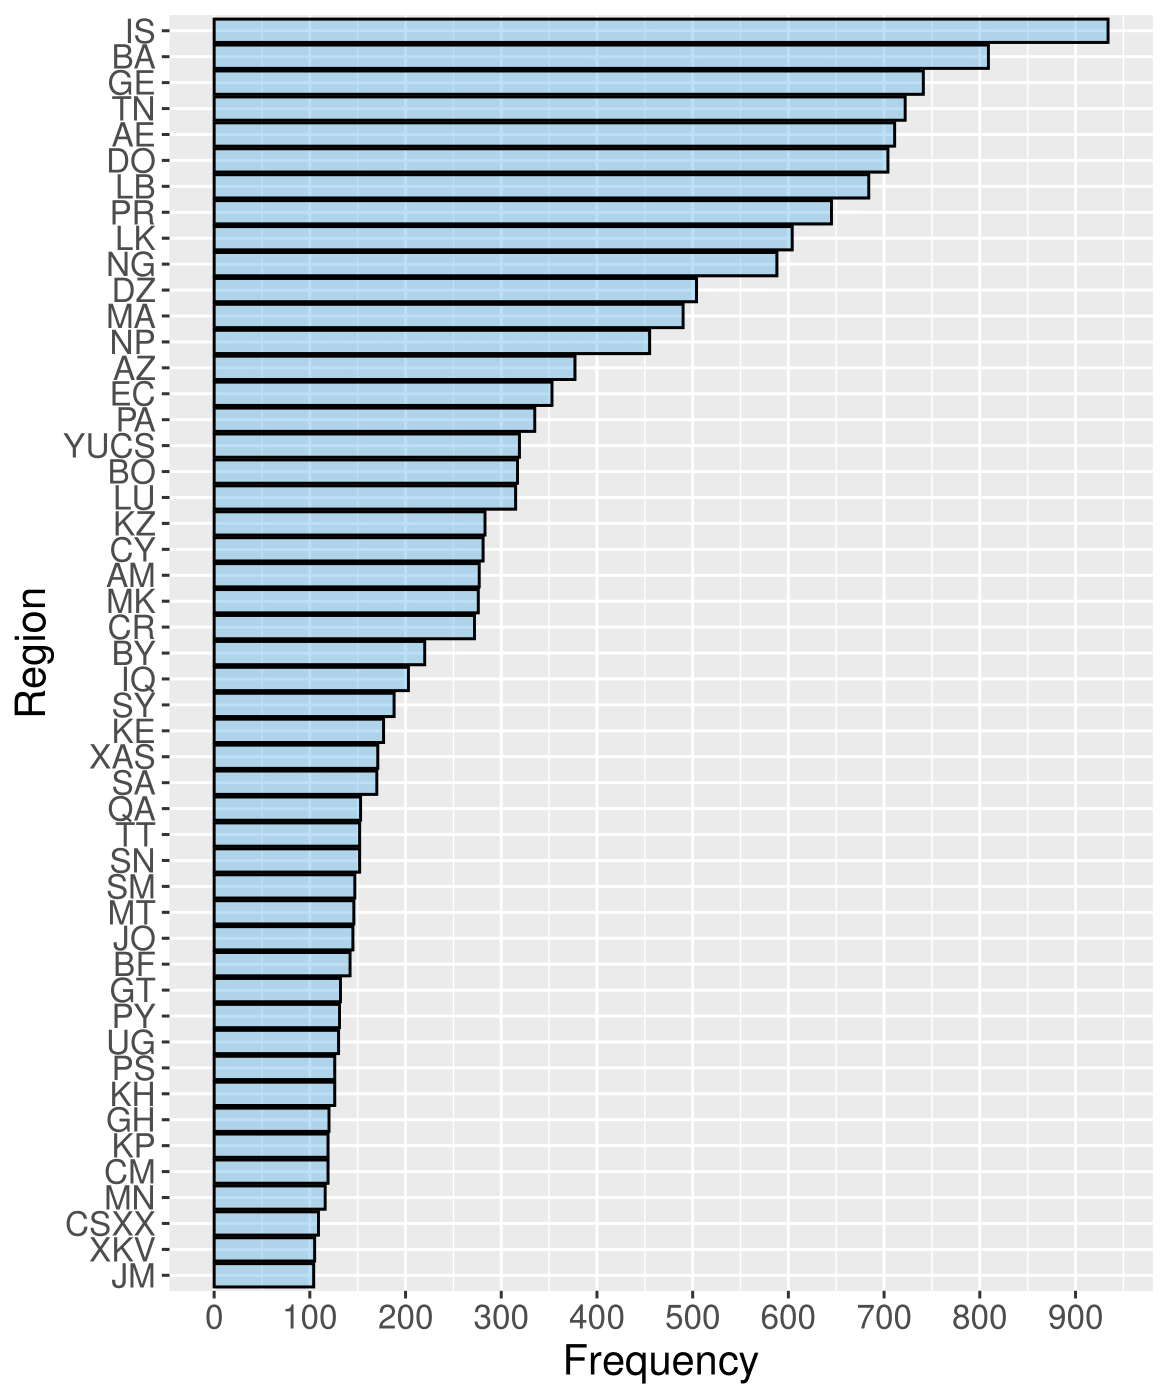 IS
BA
GE
TN
AE
DO
LB
PR
LK
NG
DZ
MA
NP
AZ
EC
PA
YUCS
BO
LU
KZ
CY
AM
MK
CR
BY
IQ
SY
KE
XAS
SA
QA
TT
SN
SM
MT
JO
BF
GT
PY
UG
PS
KH
GH
KP
CM
MN
CSXX
XKV
JM
Region
0 100 200 300 400 500 600 700 800 900
Frequency